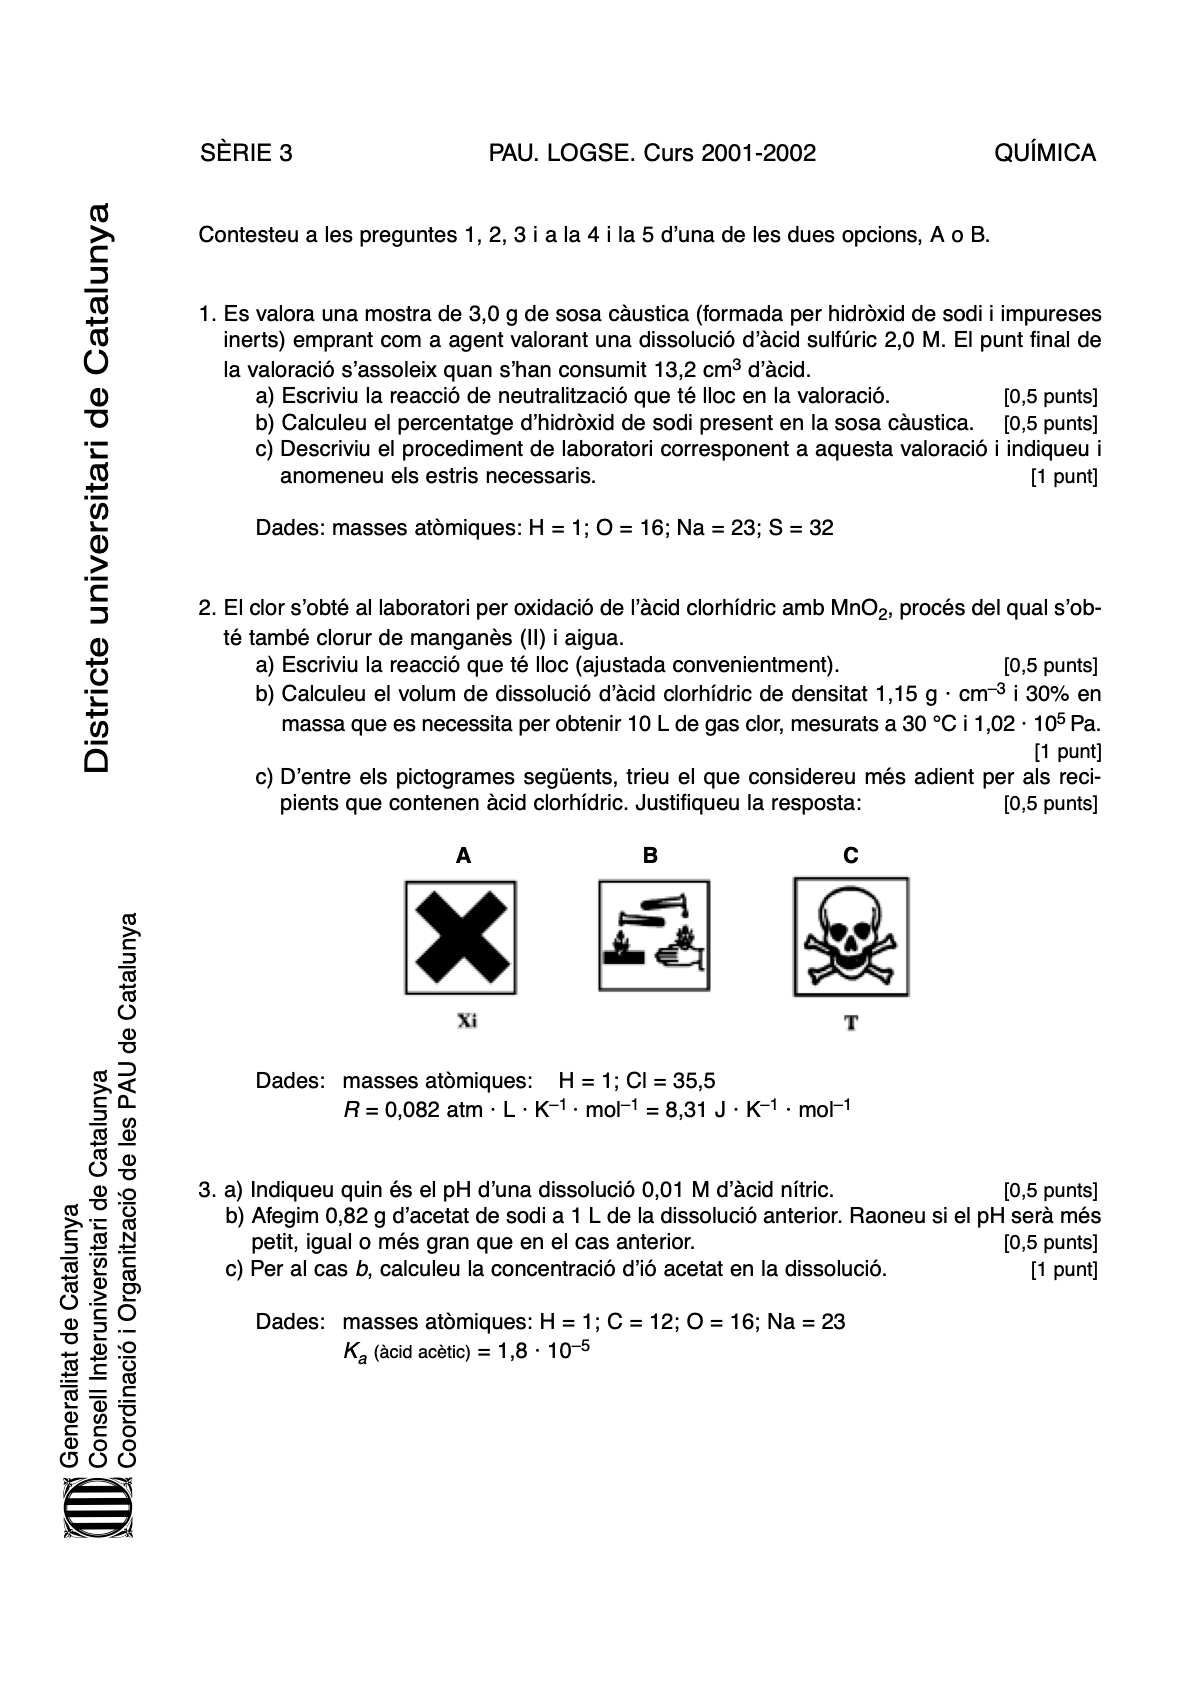 SÈRIE 3 PAU. LOGSE. Curs 2001-2002 QUÍMICA
Districte universitari de Catalunya
Contesteu a les preguntes 1, 2, 3 i a la 4 i la 5 d'una de les dues opcions, A o B.
1. Es valora una mostra de 3,0 g de sosa càustica (formada per hidròxid de sodi i impureses
inerts) emprant com a agent valorant una dissolució d'àcid sulfúric 2,0 M. El punt final de
la valoració s'assoleix quan s'han consumit 13,2 cm³ d'àcid.
a) Escriviu la reacció de neutralització que té lloc en la valoració. [0,5 punts]
b) Calculeu el percentatge d'hidròxid de sodi present en la sosa càustica. [0,5 punts]
c) Descriviu el procediment de laboratori corresponent a aquesta valoració i indiqueu i
anomeneu els estris necessaris. [1 punt]
Dades: masses atòmiques: H = 1; O = 16; Na = 23; S = 32
2. El clor s'obté al laboratori per oxidació de l'àcid clorhídric amb MnO₂, procés del qual s'ob-
té també clorur de manganès (II) i aigua.
a) Escriviu la reacció que té lloc (ajustada convenientment). [0,5 punts]
b) Calculeu el volum de dissolució d'àcid clorhídric de densitat 1,15 g · cm⁻³ i 30% en
massa que es necessita per obtenir 10 L de gas clor, mesurats a 30 °C i 1,02 · 10⁵ Pa.
[1 punt]
c) D'entre els pictogrames següents, trieu el que considereu més adient per als reci-
pients que contenen àcid clorhídric. Justifiqueu la resposta: [0,5 punts]
A B C
Xi T
Dades: masses atòmiques: H = 1; Cl = 35,5
R = 0,082 atm · L · K⁻¹ · mol⁻¹ = 8,31 J · K⁻¹ · mol⁻¹
3. a) Indiqueu quin és el pH d'una dissolució 0,01 M d'àcid nítric. [0,5 punts]
b) Afegim 0,82 g d'acetat de sodi a 1 L de la dissolució anterior. Raoneu si el pH serà més
petit, igual o més gran que en el cas anterior. [0,5 punts]
c) Per al cas b, calculeu la concentració d'ió acetat en la dissolució. [1 punt]
Dades: masses atòmiques: H = 1; C = 12; O = 16; Na = 23
Kₐ (àcid acètic) = 1,8 · 10⁻⁵
Generalitat de Catalunya
Consell Interuniversitari de Catalunya
Coordinació i Organització de les PAU de Catalunya